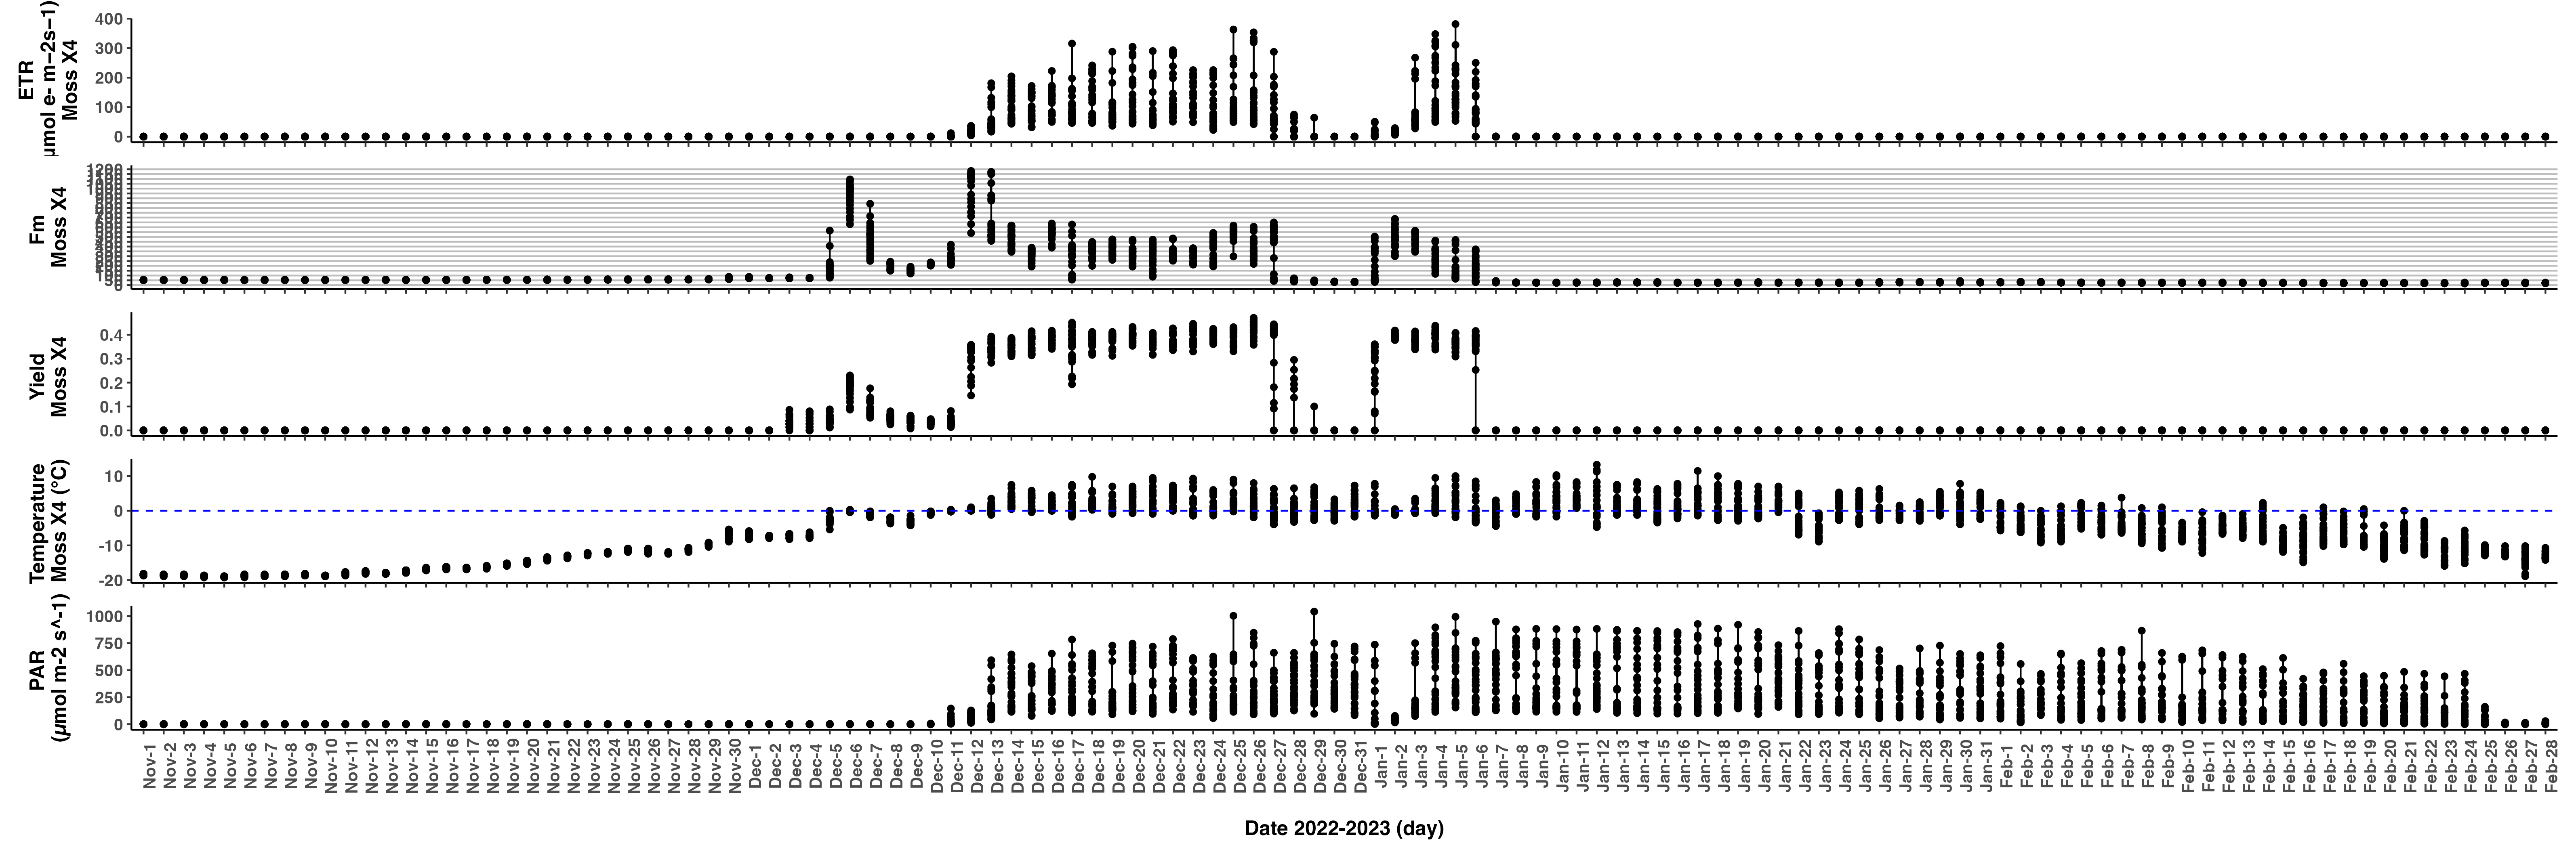 ETR
µmol e- m−2s−1)
Moss X4
400
300
200
100
0
Fm
Moss X4
1200
0
Yield
Moss X4
0.4
0.3
0.2
0.1
0.0
Temperature
Moss X4 (°C)
10
0
-10
-20
PAR
(µmol m-2 s^-1)
1000
750
500
250
0
Nov-1
Nov-2
Nov-3
Nov-4
Nov-5
Nov-6
Nov-7
Nov-8
Nov-9
Nov-10
Nov-11
Nov-12
Nov-13
Nov-14
Nov-15
Nov-16
Nov-17
Nov-18
Nov-19
Nov-20
Nov-21
Nov-22
Nov-23
Nov-24
Nov-25
Nov-26
Nov-27
Nov-28
Nov-29
Nov-30
Dec-1
Dec-2
Dec-3
Dec-4
Dec-5
Dec-6
Dec-7
Dec-8
Dec-9
Dec-10
Dec-11
Dec-12
Dec-13
Dec-14
Dec-15
Dec-16
Dec-17
Dec-18
Dec-19
Dec-20
Dec-21
Dec-22
Dec-23
Dec-24
Dec-25
Dec-26
Dec-27
Dec-28
Dec-29
Dec-30
Dec-31
Jan-1
Jan-2
Jan-3
Jan-4
Jan-5
Jan-6
Jan-7
Jan-8
Jan-9
Jan-10
Jan-11
Jan-12
Jan-13
Jan-14
Jan-15
Jan-16
Jan-17
Jan-18
Jan-19
Jan-20
Jan-21
Jan-22
Jan-23
Jan-24
Jan-25
Jan-26
Jan-27
Jan-28
Jan-29
Jan-30
Jan-31
Feb-1
Feb-2
Feb-3
Feb-4
Feb-5
Feb-6
Feb-7
Feb-8
Feb-9
Feb-10
Feb-11
Feb-12
Feb-13
Feb-14
Feb-15
Feb-16
Feb-17
Feb-18
Feb-19
Feb-20
Feb-21
Feb-22
Feb-23
Feb-24
Feb-25
Feb-26
Feb-27
Feb-28
Date 2022-2023 (day)